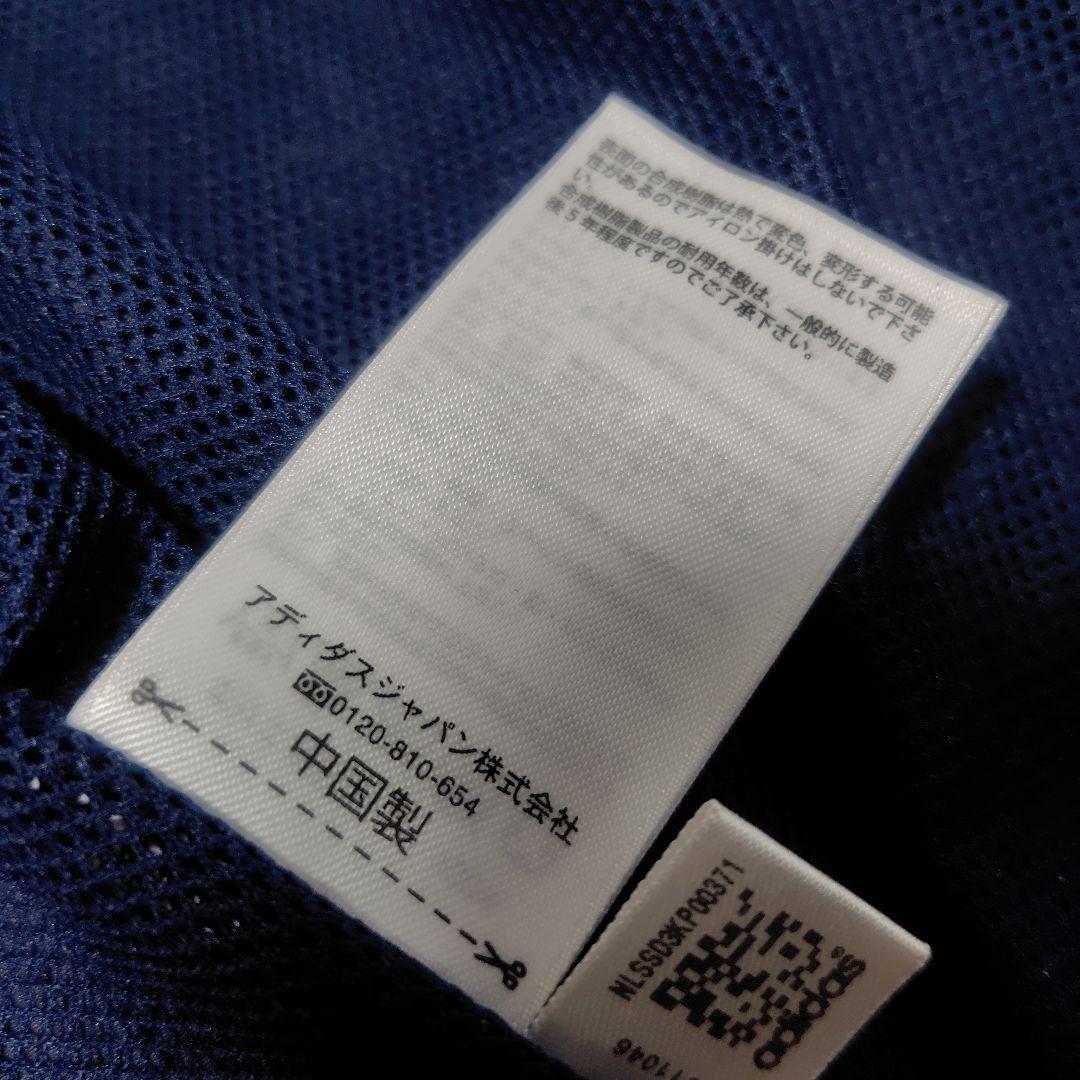 表面の合成樹脂は熱で変色、変形する可能
性があるのでアイロン掛けはしないで下さ
い。
合成樹脂製品の耐用年数は、一般的に製造
後５年程度ですのでご了承下さい。
アディダスジャパン株式会社
0120-810-654
中国製
NLSSD3KP00371
adidas®
11046